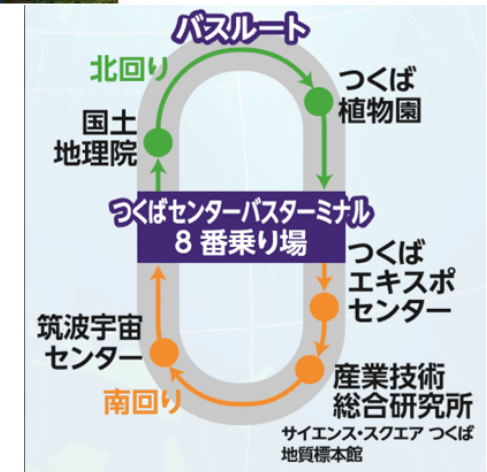 バスルート
北回り
つくば
植物園
国土
地理院
つくばセンターバスターミナル
8番乗り場
つくば
エキスポ
センター
筑波宇宙
センター
産業技術
総合研究所
サイエンス・スクエア つくば
地質標本館
南回り